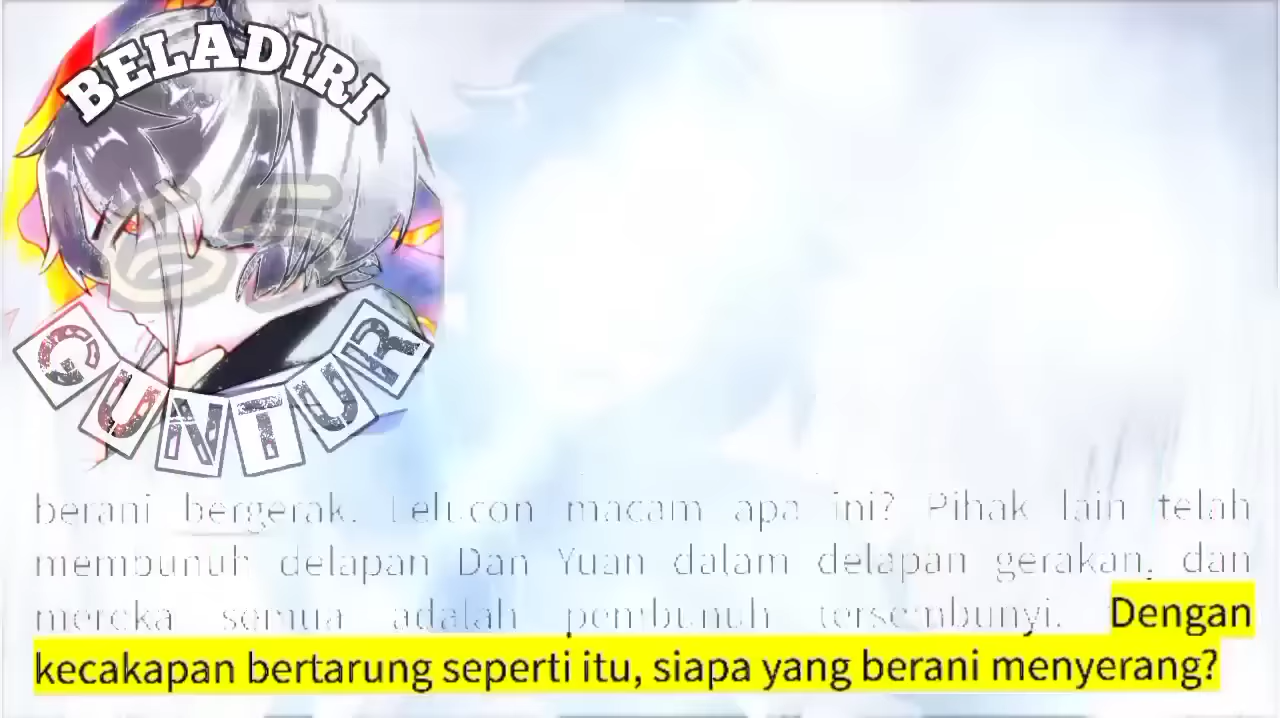 BELADIRI
65
GUNTUR
berani bergerak. Lelucon macam apa ini? Pihak lain telah
membunuh delapan Dan Yuan dalam delapan gerakan, dan
mereka semua adalah pembunuh tersembunyi. Dengan
kecakapan bertarung seperti itu, siapa yang berani menyerang?